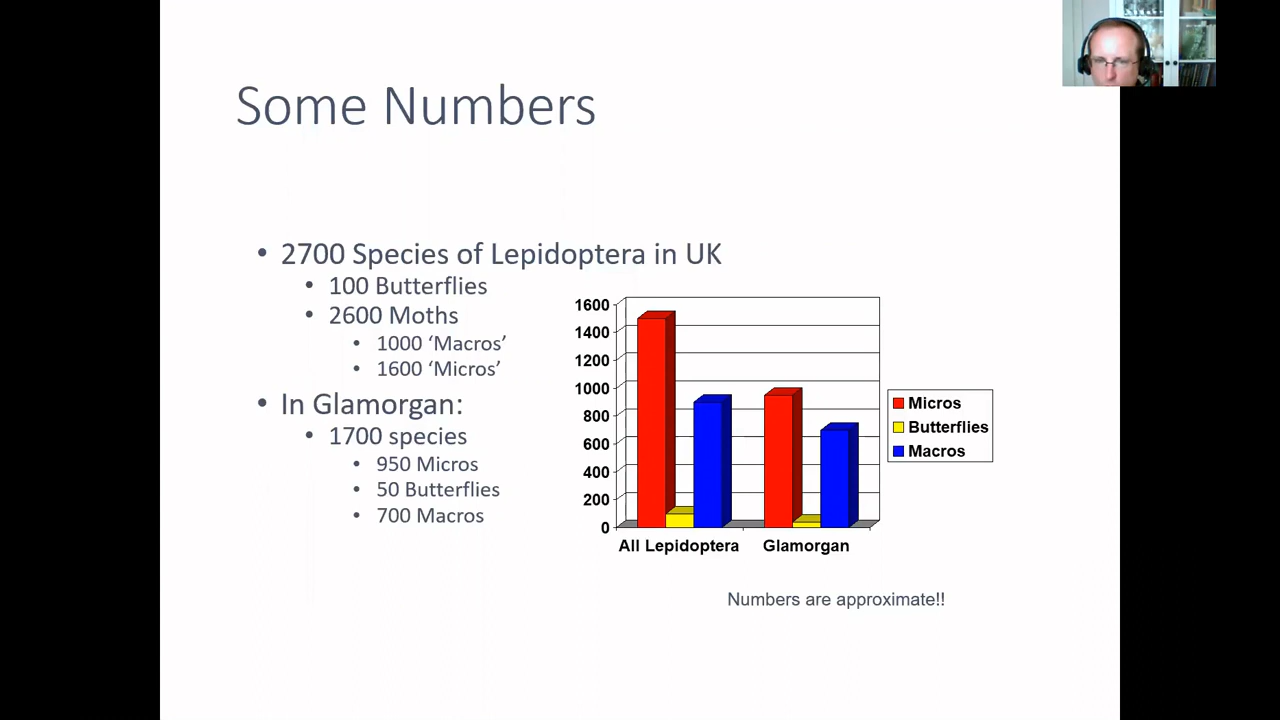 Some Numbers
• 2700 Species of Lepidoptera in UK
• 100 Butterflies
• 2600 Moths
• 1000 ‘Macros’
• 1600 ‘Micros’
• In Glamorgan:
• 1700 species
• 950 Micros
• 50 Butterflies
• 700 Macros
1600
1400
1200
1000
800
600
400
200
0
All Lepidoptera Glamorgan
Micros
Butterflies
Macros
Numbers are approximate!!